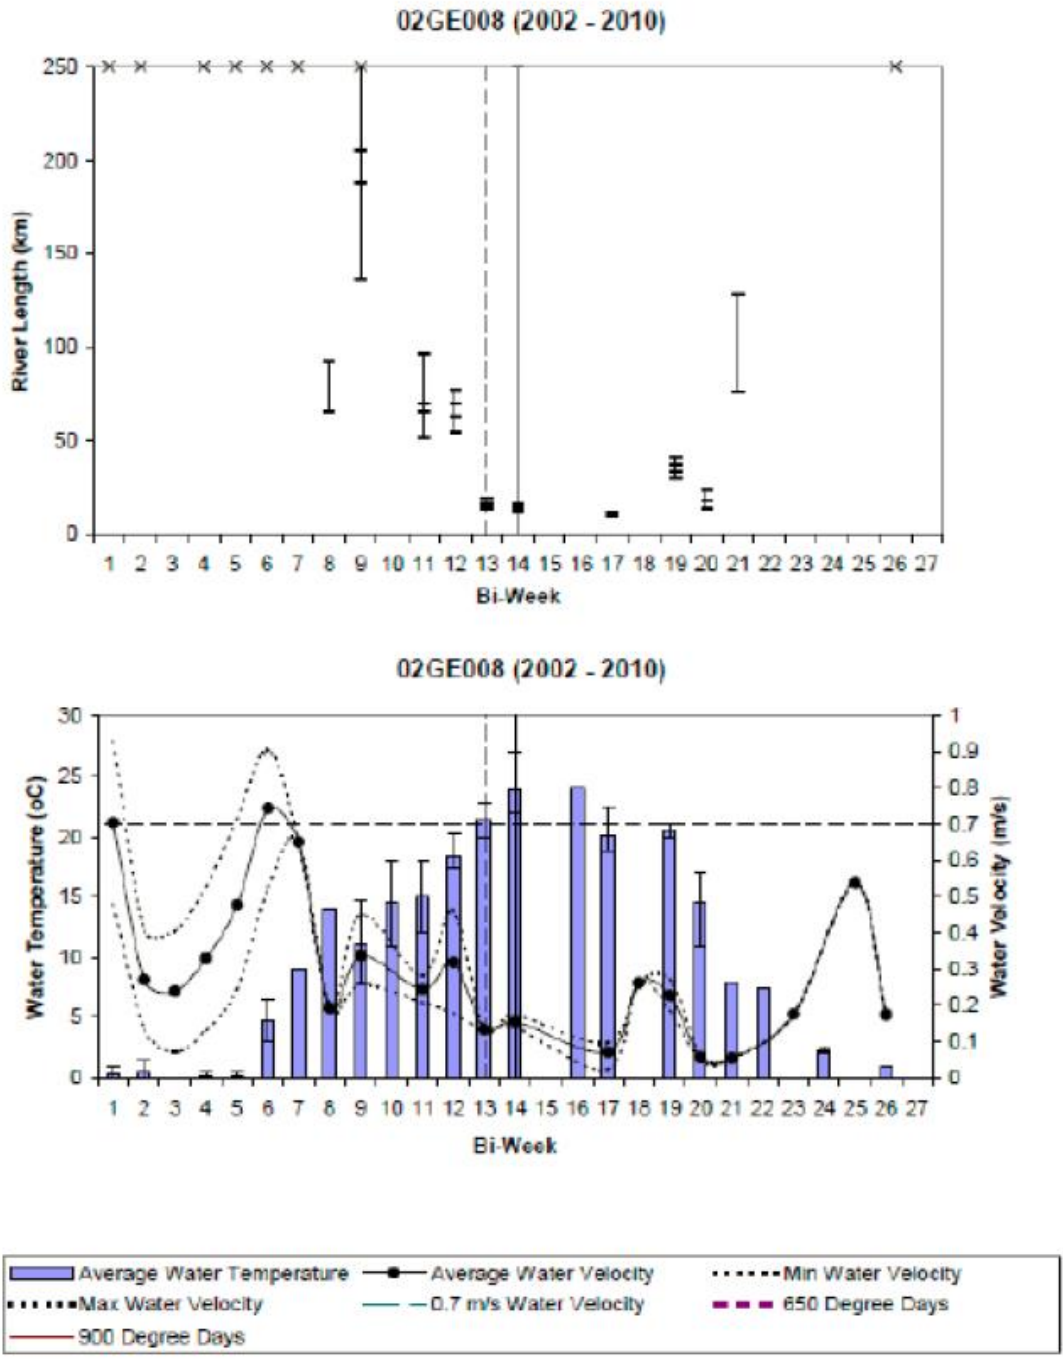 02GE008 (2002 - 2010)
River Length (km)
250
200
150
100
50
0
1 2 3 4 5 6 7 8 9 10 11 12 13 14 15 16 17 18 19 20 21 22 23 24 25 26 27
Bi-Week
02GE008 (2002 - 2010)
Water Temperature (oC)
30
25
20
15
10
5
0
1
0.9
0.8
0.7
0.6
0.5
0.4
0.3
0.2
0.1
0
Water Velocity (m/s)
1 2 3 4 5 6 7 8 9 10 11 12 13 14 15 16 17 18 19 20 21 22 23 24 25 26 27
Bi-Week
Average Water Temperature Average Water Velocity Min Water Velocity
Max Water Velocity 0.7 m/s Water Velocity 650 Degree Days
900 Degree Days